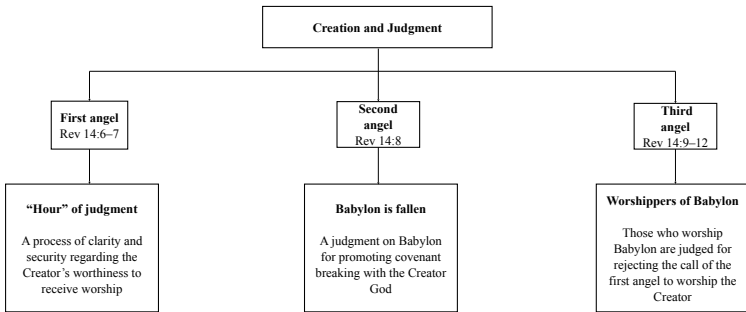 Creation and Judgment
First angel
Rev 14:6–7
Second
angel
Rev 14:8
Third
angel
Rev 14:9–12
“Hour” of judgment
A process of clarity and
security regarding the
Creator’s worthiness to
receive worship
Babylon is fallen
A judgment on Babylon
for promoting covenant
breaking with the Creator
God
Worshippers of Babylon
Those who worship
Babylon are judged for
rejecting the call of the
first angel to worship the
Creator